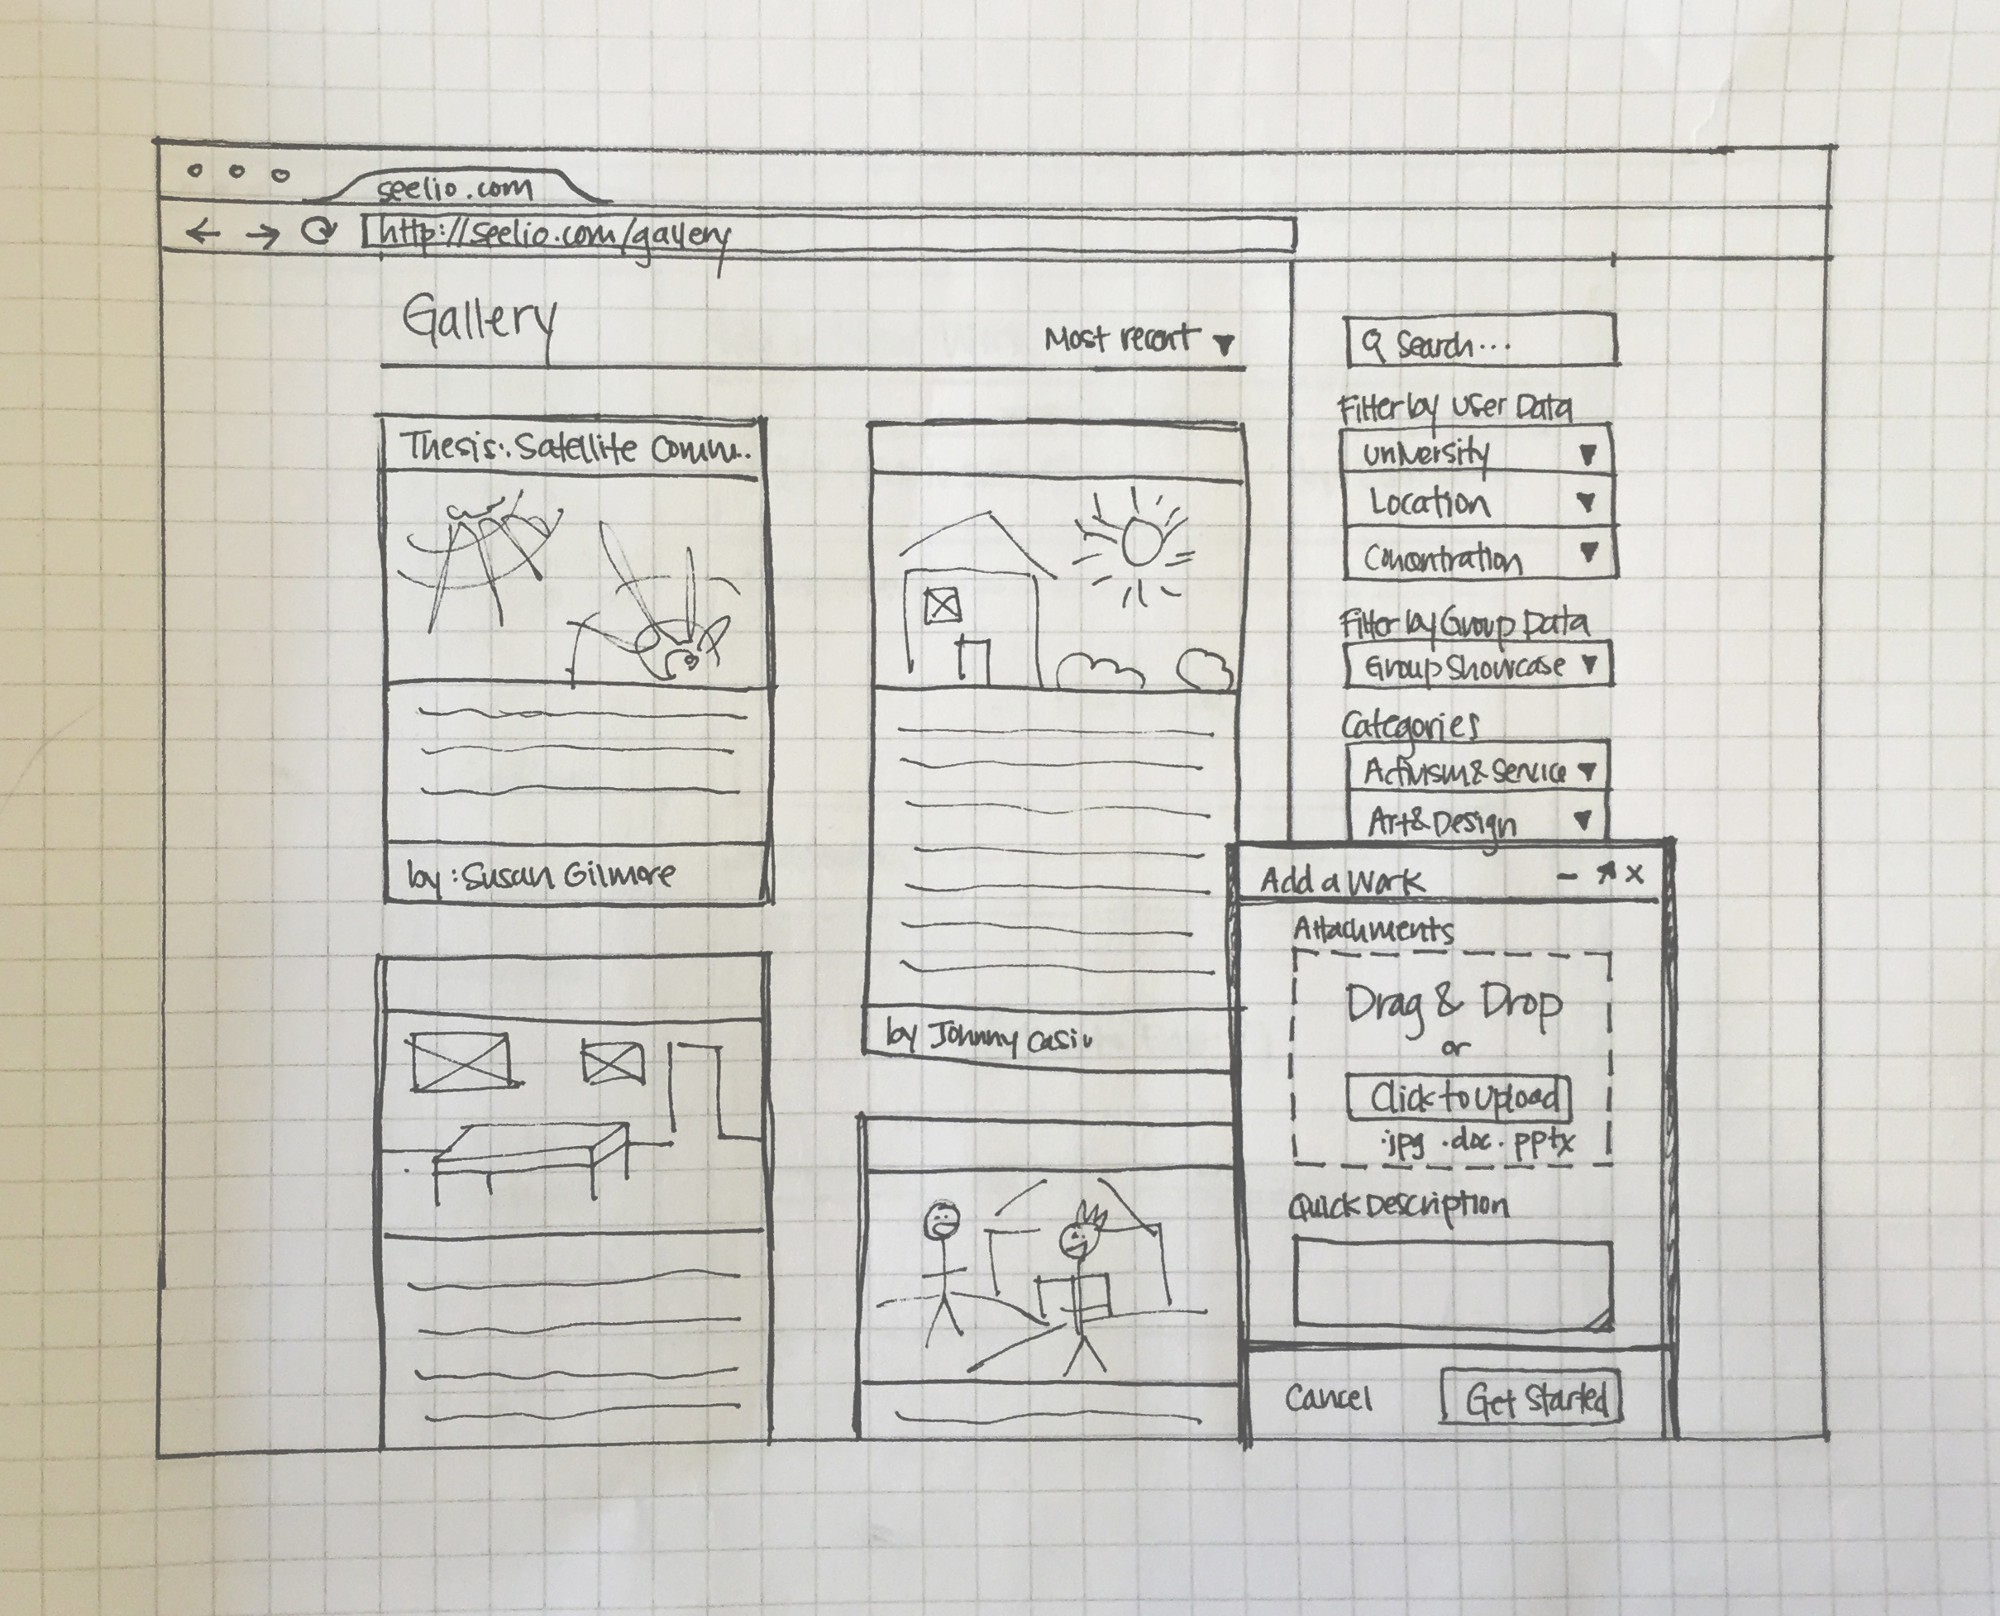 seelio.com
http://seelio.com/gallery
Gallery
Most recent
Search...
Filter by User Data
University
Location
Concentration
Filter by Group Data
Group Showcase
Categories
Activism & Service
Art & Design
Thesis: Satellite Comm..
by: Susan Gilmore
by Johnny
Add a Work
- x
Attachments
Drag & Drop
or
Click to Upload
.jpg .doc .pptx
Quick Description
Cancel
Get Started